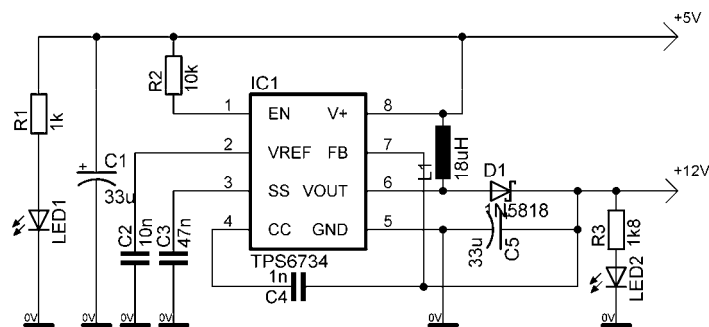 +5V
R1
1k
LED1
C1
+
33u
R2
10k
IC1
1
EN
V+
8
2
VREF
FB
7
3
SS
VOUT
6
4
CC
GND
5
TPS6734
C2
10n
C3
47n
1n
C4
L1
18uH
D1
1N5818
+12V
33u
C5
R3
1k8
LED2
0V
0V
0V
0V
0V
0V